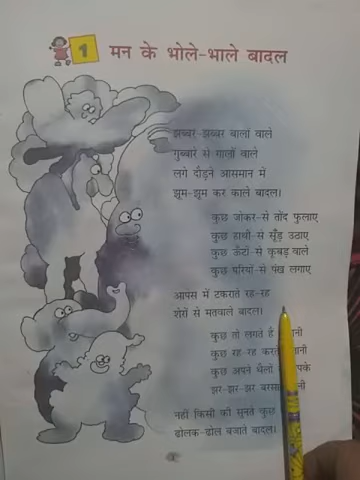 1 मन के भोले-भाले बादल
झब्बर-झब्बर बालों वाले
गुब्बारे से गालों वाले
लगे दौड़ने आसमान में
झूम-झूम कर काले बादल।
कुछ जोकर-से तोंद फुलाए
कुछ हाथी-से सूँड़ उठाए
कुछ ऊँटों-से कूबड़ वाले
कुछ परियों-से पंख लगाए
आपस में टकराते रह-रह
शेरों से मतवाले बादल।
कुछ तो लगते हैं
कुछ रह-रह करते
कुछ अपने थैलों
झर-झर-झर बरसा
नहीं किसी की सुनते कुछ
ढोलक-ढोल बजाते बादल।